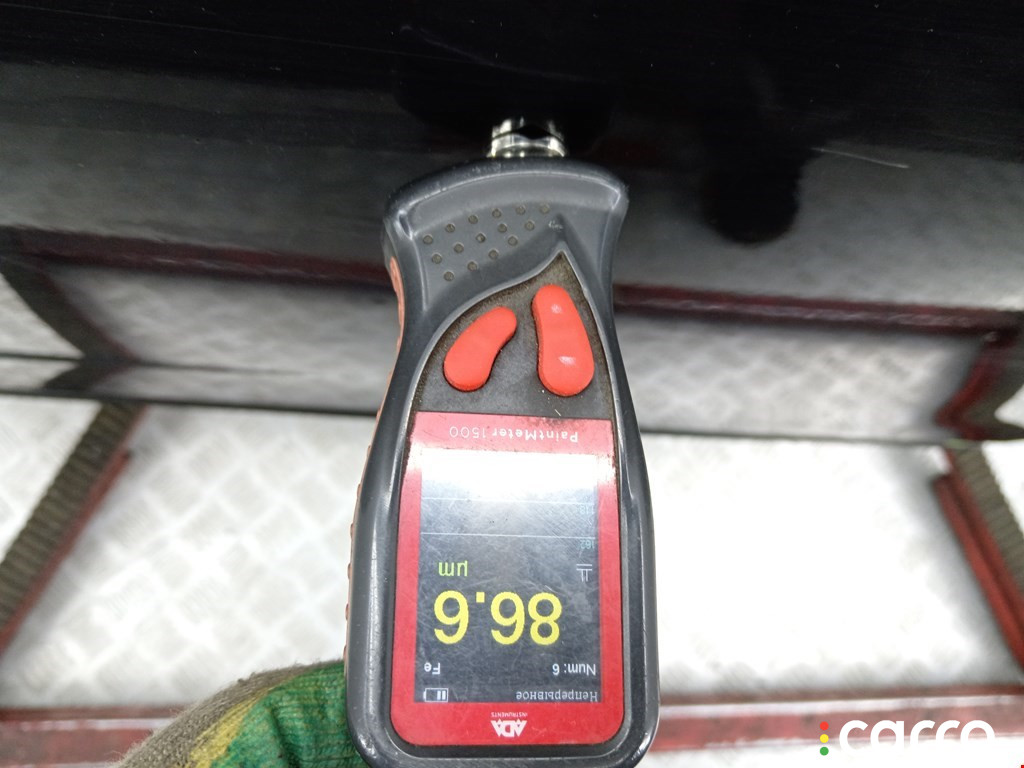 ADA
INSTRUMENTS
Непрерывное
Num: 6 Fe
86.6 µm
PaintMeter 1500
carro